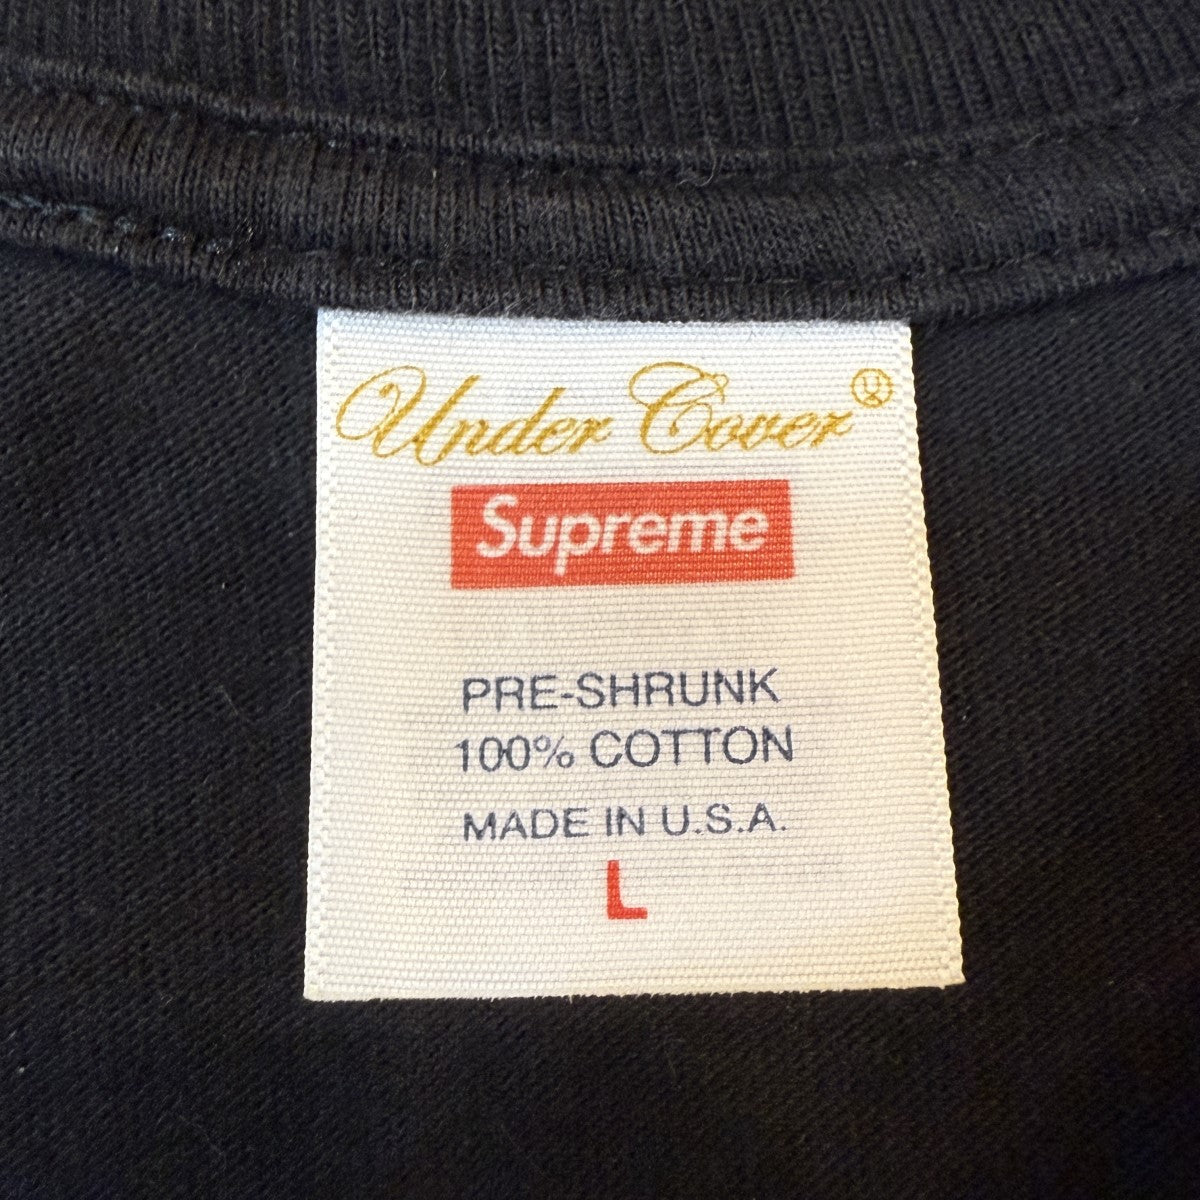 Under Cover
Supreme
PRE-SHRUNK
100% COTTON
MADE IN U.S.A.
L